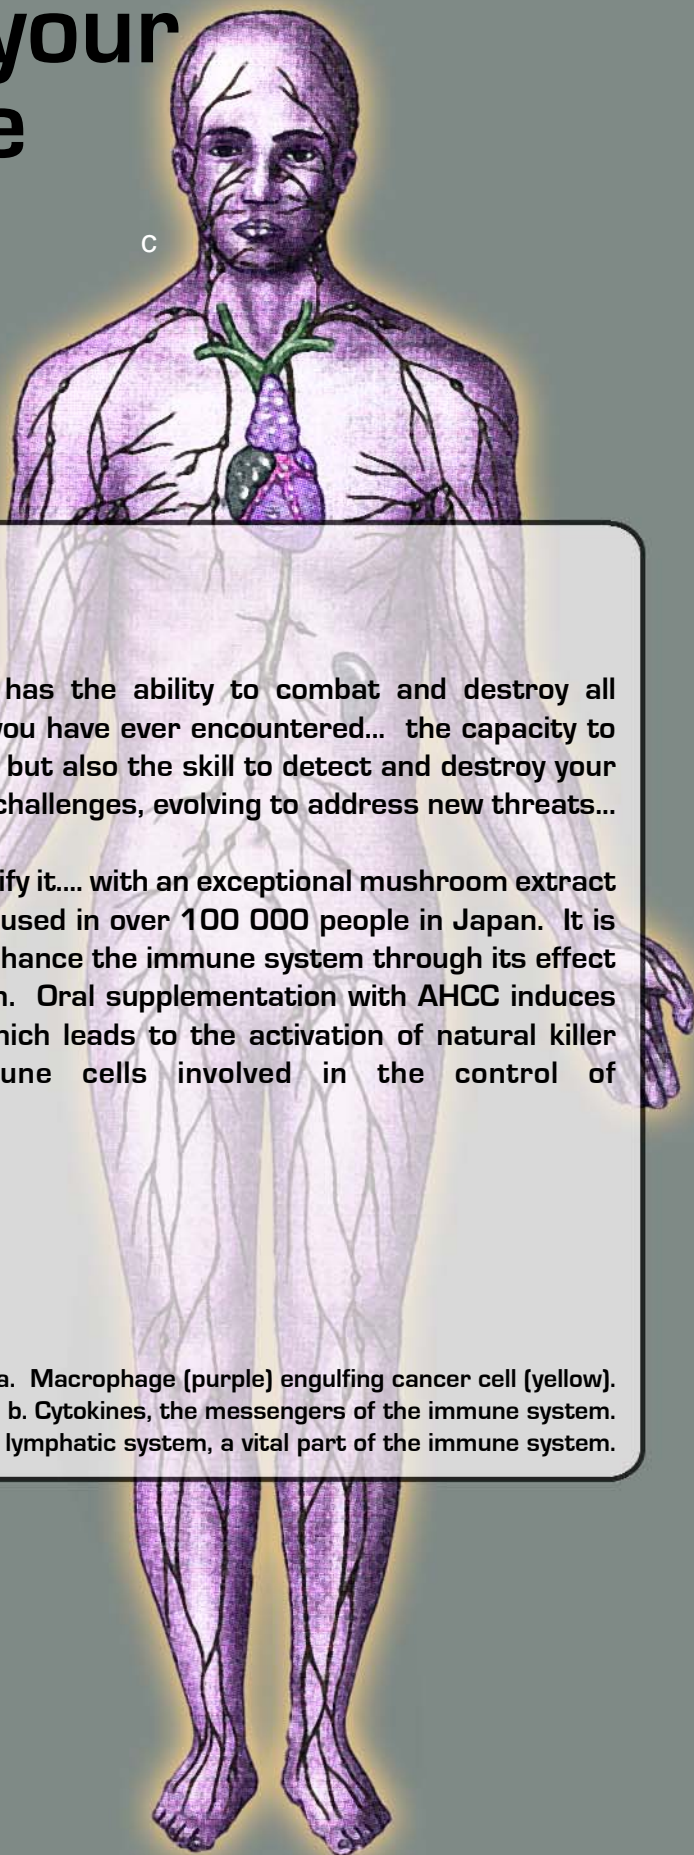 your
e
c
has the ability to combat and destroy all
you have ever encountered... the capacity to
but also the skill to detect and destroy your
challenges, evolving to address new threats...
ify it.... with an exceptional mushroom extract
used in over 100 000 people in Japan. It is
hance the immune system through its effect
n. Oral supplementation with AHCC induces
hich leads to the activation of natural killer
une cells involved in the control of
a. Macrophage (purple) engulfing cancer cell (yellow).
b. Cytokines, the messengers of the immune system.
lymphatic system, a vital part of the immune system.